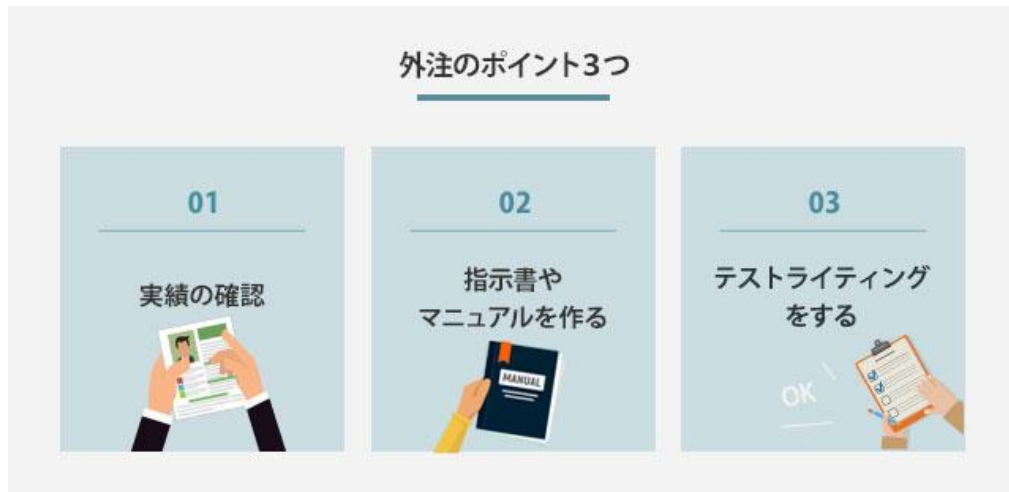 外注のポイント3つ
01
実績の確認
02
指示書や
マニュアルを作る
MANUAL
03
テストライティング
をする
OK